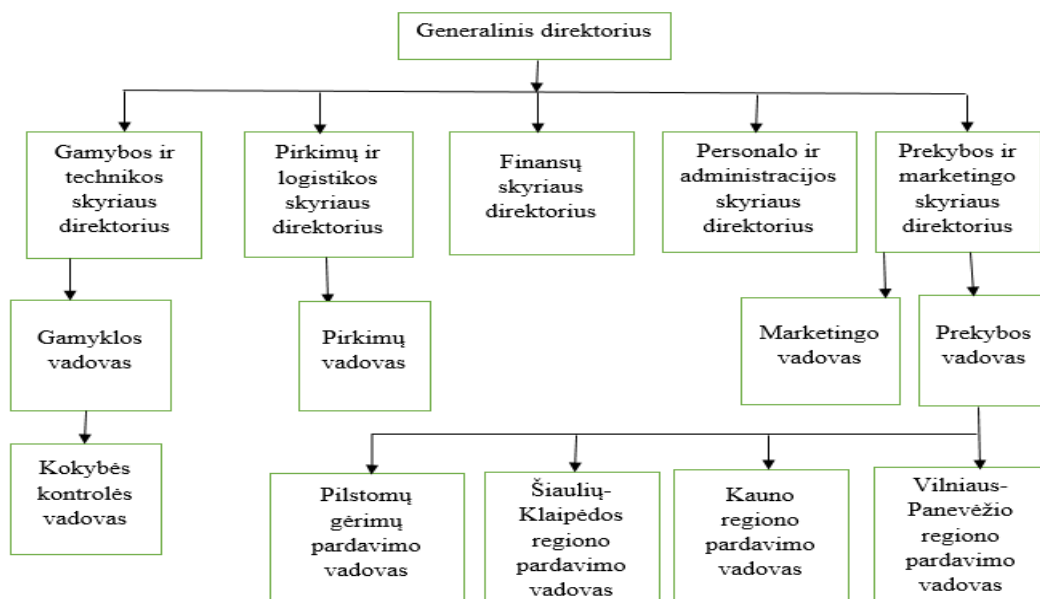 Generalinis direktorius
Gamybos ir
technikos
skyriaus
direktorius
Pirkimų ir
logistikos
skyriaus
direktorius
Finansų
skyriaus
direktorius
Personalo ir
administracijos
skyriaus
direktorius
Prekybos ir
marketingo
skyriaus
direktorius
Gamyklos
vadovas
Pirkimų
vadovas
Marketingo
vadovas
Prekybos
vadovas
Kokybės
kontrolės
vadovas
Pilstomų
gėrimų
pardavimo
vadovas
Šiaulių-
Klaipėdos
regiono
pardavimo
vadovas
Kauno
regiono
pardavimo
vadovas
Vilniaus-
Panevėžio
regiono
pardavimo
vadovas